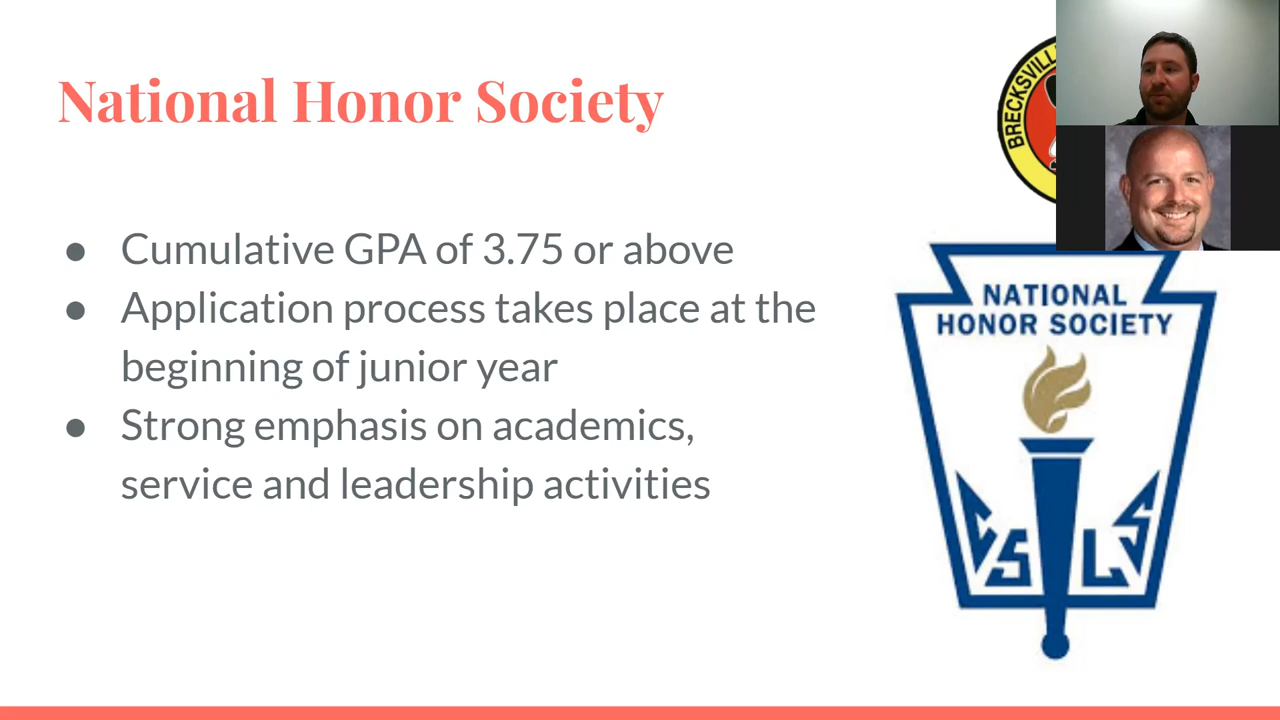 National Honor Society
BRECKSVILL
● Cumulative GPA of 3.75 or above
● Application process takes place at the
beginning of junior year
● Strong emphasis on academics,
service and leadership activities
NATIONAL
HONOR SOCIETY
C S L S